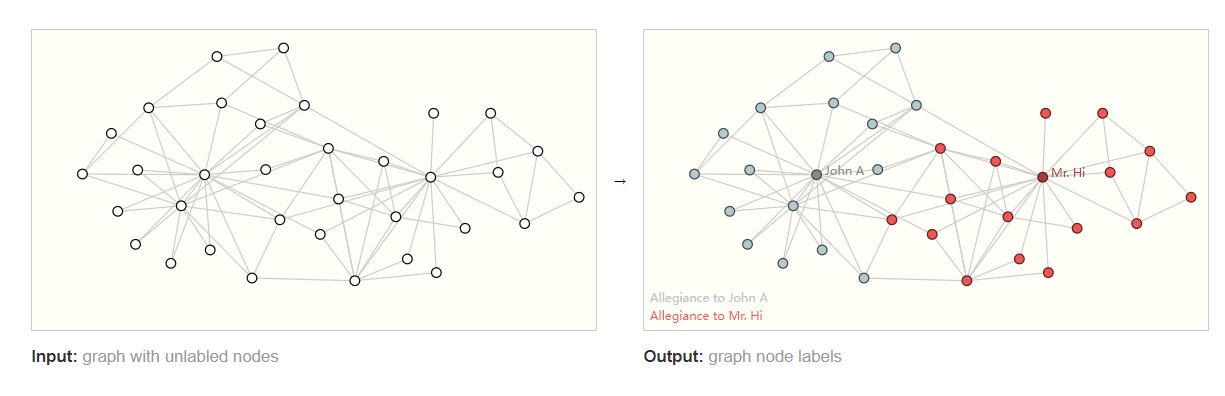 →
John A
Mr. Hi
Allegiance to John A
Allegiance to Mr. Hi
Input: graph with unlabled nodes
Output: graph node labels